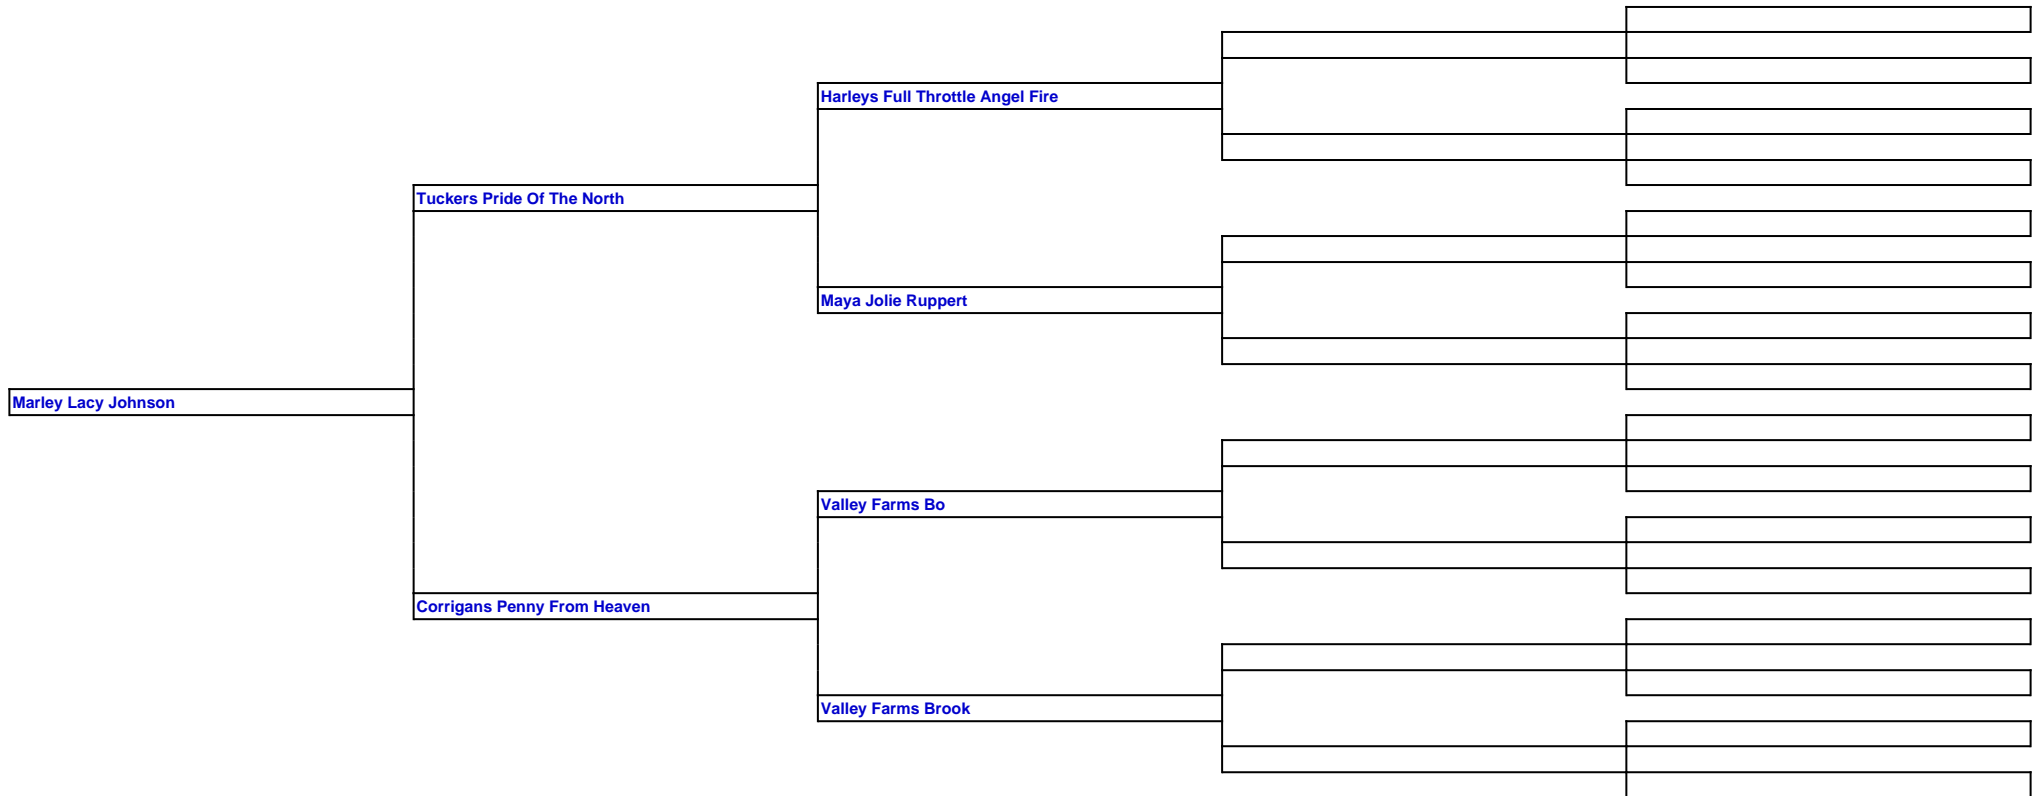 Harleys Full Throttle Angel Fire
Tuckers Pride Of The North
Maya Jolie Ruppert
Marley Lacy Johnson
Valley Farms Bo
Corrigans Penny From Heaven
Valley Farms Brook